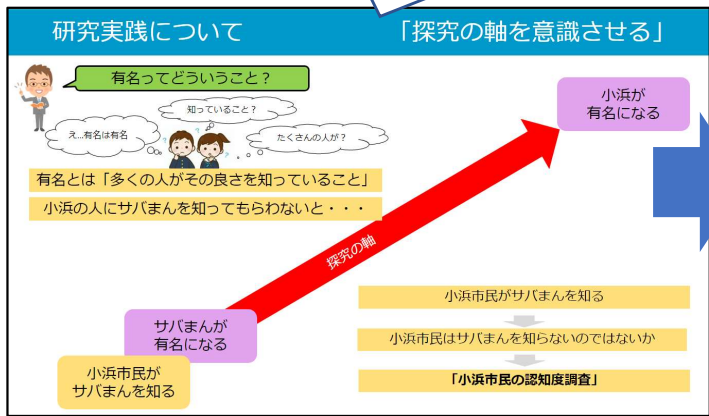 研究実践について
「探究の軸を意識させる」
有名ってどういうこと？
知っていること？
え…有名は有名
たくさんの人が？
有名とは「多くの人がその良さを知っていること」
小浜の人にサバまんを知ってもらわないと・・・
小浜が
有名になる
探究の軸
サバまんが
有名になる
小浜市民が
サバまんを知る
小浜市民がサバまんを知る
小浜市民はサバまんを知らないのではないか
「小浜市民の認知度調査」